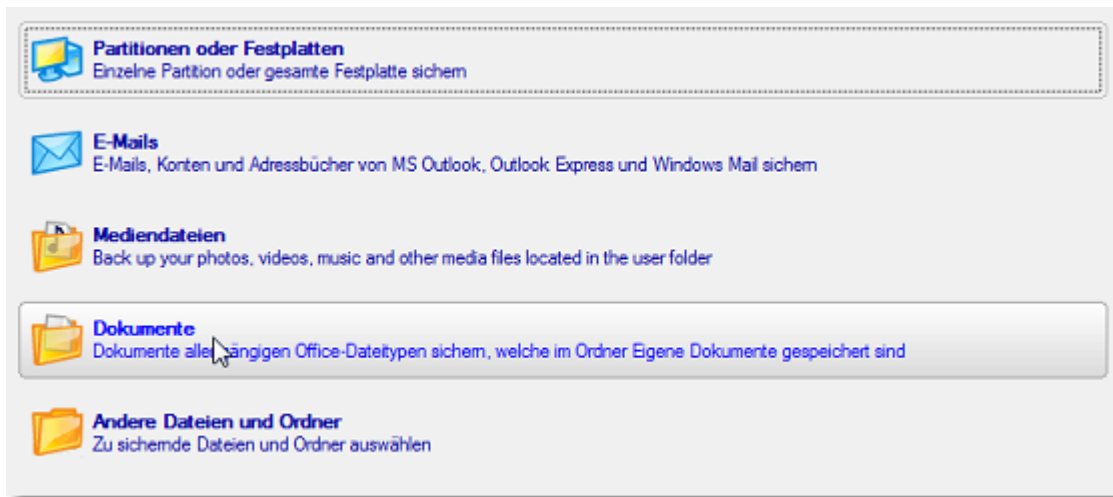 Partitionen oder Festplatten
Einzelne Partition oder gesamte Festplatte sichern
E-Mails
E-Mails, Konten und Adressbücher von MS Outlook, Outlook Express und Windows Mail sichern
Mediendateien
Back up your photos, videos, music and other media files located in the user folder
Dokumente
Dokumente aller gängigen Office-Dateitypen sichern, welche im Ordner Eigene Dokumente gespeichert sind
Andere Dateien und Ordner
Zu sichernde Dateien und Ordner auswählen